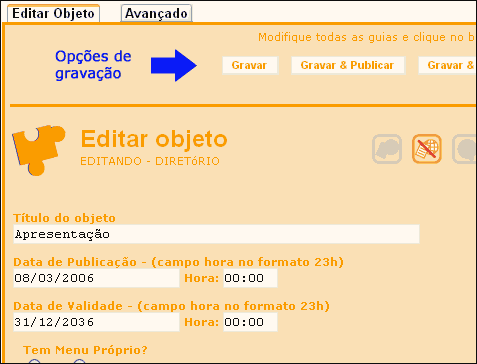 Editar Objeto Avançado
Modifique todas as guias e clique no b
Opções de
gravação
Gravar Gravar & Publicar Gravar &
Editar objeto
EDITANDO - DIRETóRIO
Título do objeto
Apresentação
Data de Publicação - (campo hora no formato 23h)
08/03/2006 Hora: 00:00
Data de Validade - (campo hora no formato 23h)
31/12/2036 Hora: 00:00
Tem Menu Próprio?